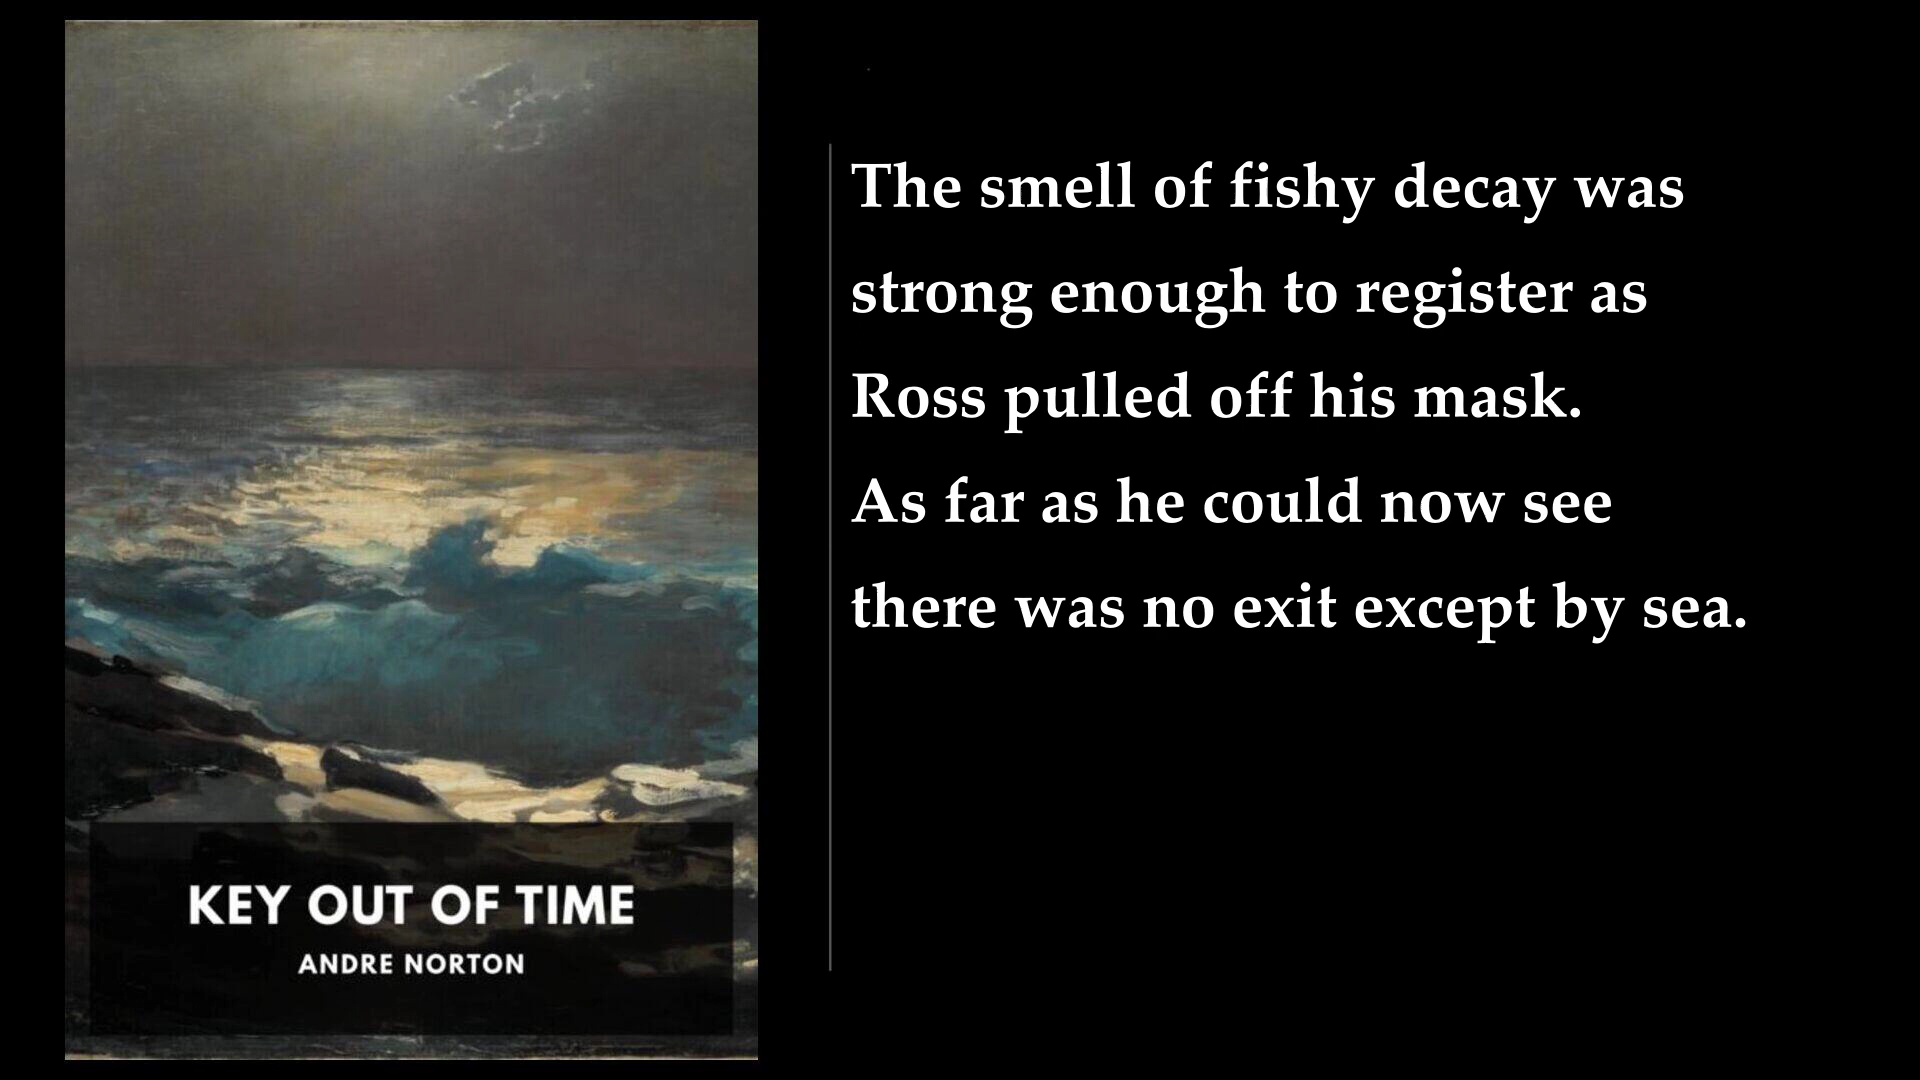 The smell of fishy decay was
strong enough to register as
Ross pulled off his mask.
As far as he could now see
there was no exit except by sea.
KEY OUT OF TIME
ANDRE NORTON